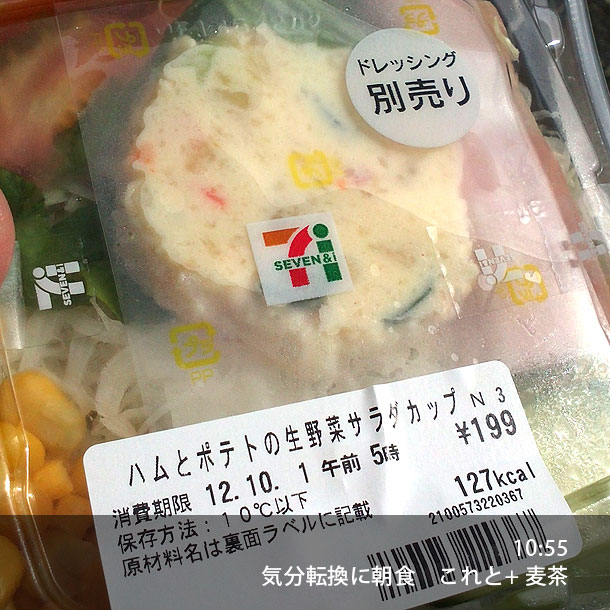 ドレッシング
別売り
SEVEN&i
SEVEN&i
SEVEN&i
PP
ハムとポテトの生野菜サラダカップ N 3
¥199
消費期限 12.10. 1 午前 5時
127kcal
保存方法:10℃以下
原材料名は裏面ラベルに記載
2100573220367
10:55
気分転換に朝食 これと+麦茶